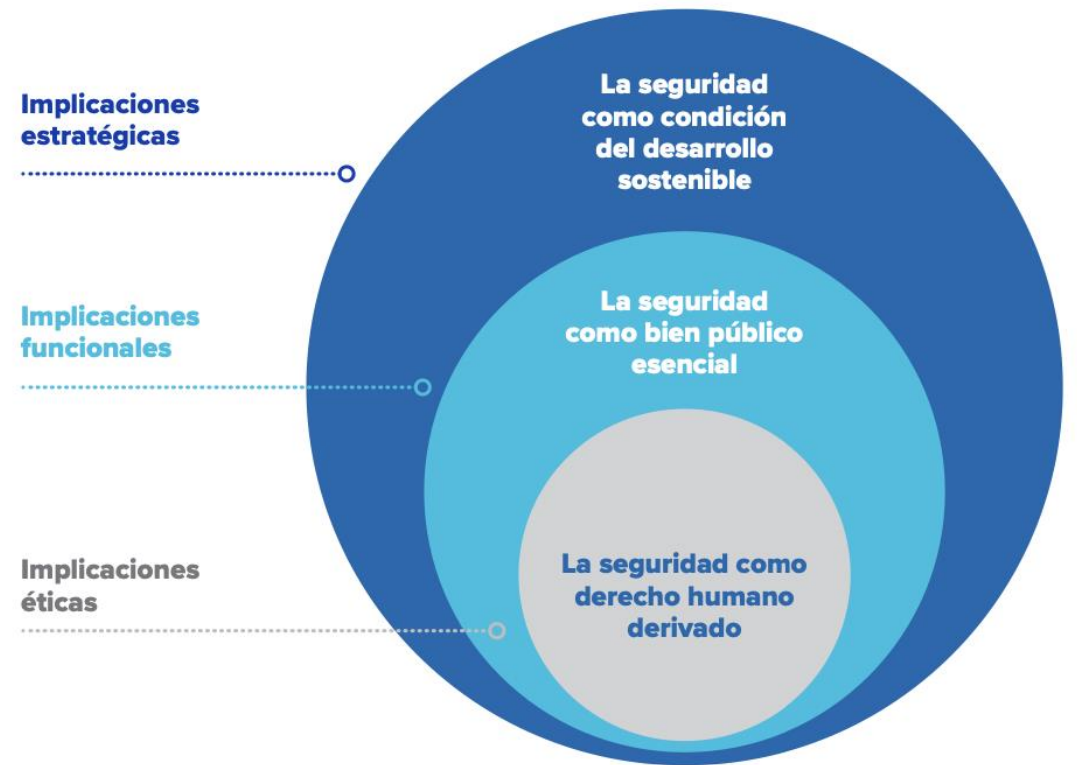 Implicaciones
estratégicas
La seguridad
como condición
del desarrollo
sostenible
Implicaciones
funcionales
La seguridad
como bien público
esencial
Implicaciones
éticas
La seguridad como
derecho humano
derivado